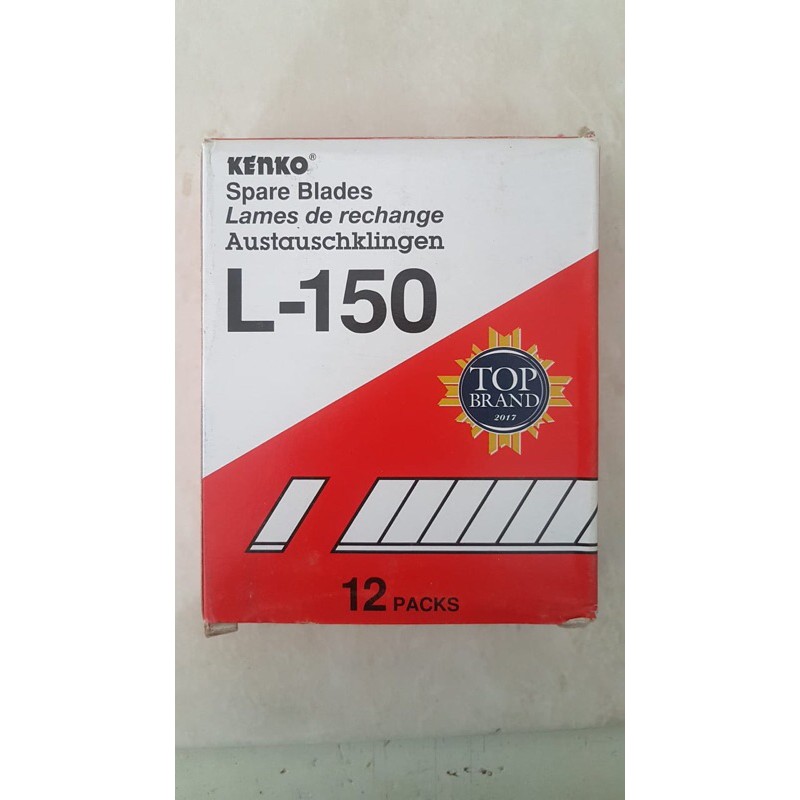 KENKO®
Spare Blades
Lames de rechange
Austauschklingen
L-150
TOP
BRAND
2017
12 PACKS